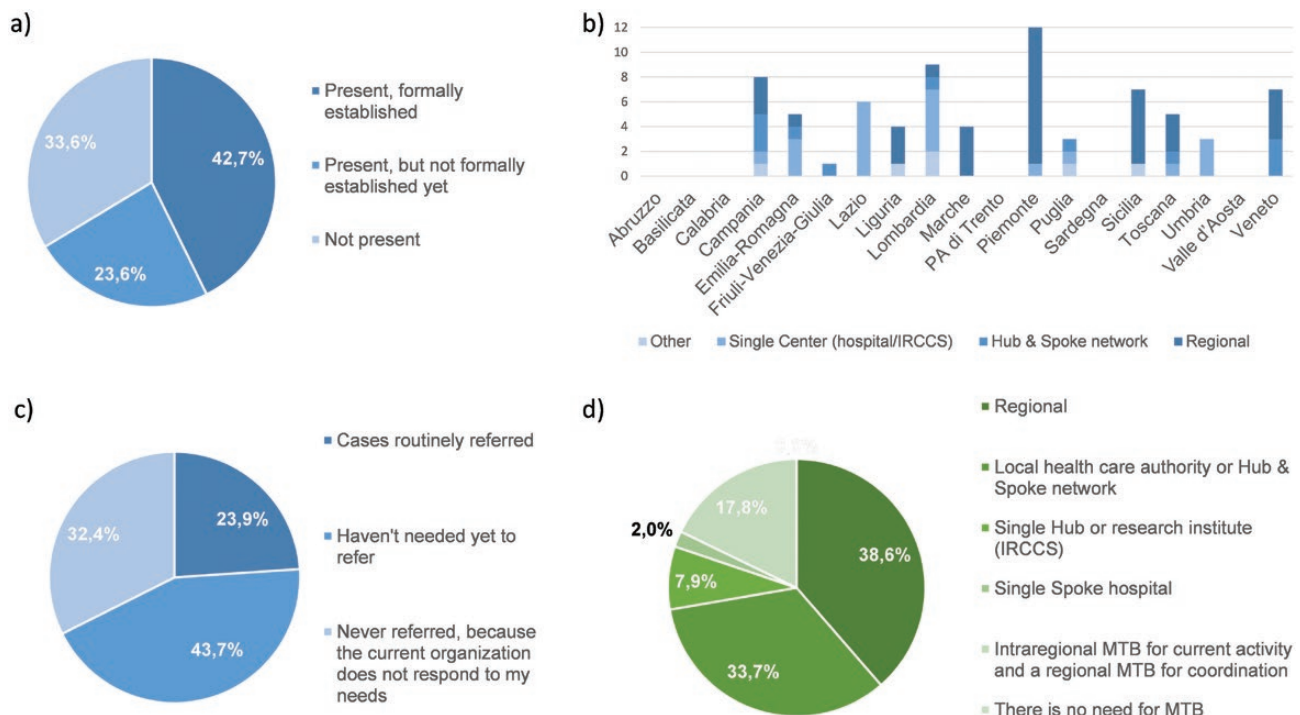 a)
33,6%
42,7%
23,6%
Present, formally
established
Present, but not formally
established yet
Not present
b)
12
10
8
6
4
2
0
Abruzzo
Basilicata
Calabria
Campania
Emilia-Romagna
Friuli-Venezia-Giulia
Lazio
Liguria
Lombardia
Marche
PA di Trento
Piemonte
Puglia
Sardegna
Sicilia
Toscana
Umbria
Valle d'Aosta
Veneto
Other
Single Center (hospital/IRCCS)
Hub & Spoke network
Regional
c)
32,4%
23,9%
43,7%
Cases routinely referred
Haven't needed yet to
refer
Never referred, because
the current organization
does not respond to my
needs
d)
17,8%
2,0%
7,9%
38,6%
33,7%
Regional
Local health care authority or Hub &
Spoke network
Single Hub or research institute
(IRCCS)
Single Spoke hospital
Intraregional MTB for current activity
and a regional MTB for coordination
There is no need for MTB